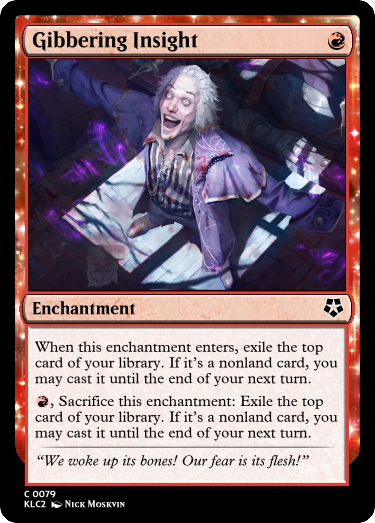 Gibbering Insight
Enchantment
When this enchantment enters, exile the top
card of your library. If it's a nonland card, you
may cast it until the end of your next turn.
, Sacrifice this enchantment: Exile the top
card of your library. If it's a nonland card, you
may cast it until the end of your next turn.
"We woke up its bones! Our fear is its flesh!"
C 0079
KLC2 Nick Moskvin